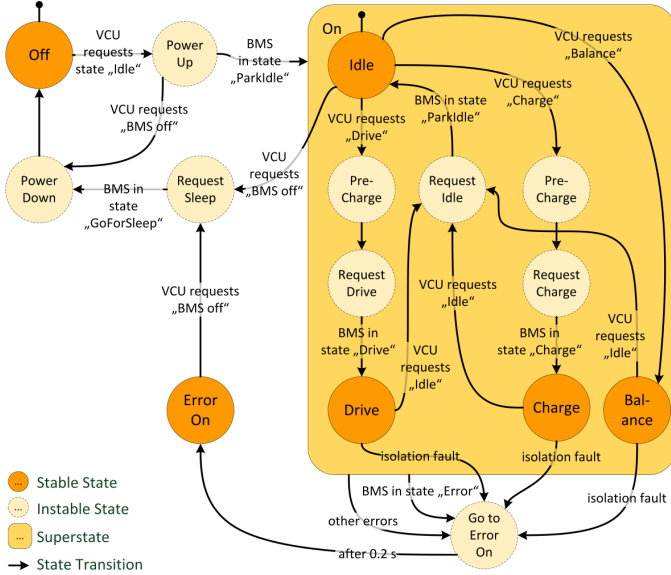 Off
VCU
requests
state „Idle“
Power
Up
BMS
in state
„ParkIdle“
On
Idle
VCU requests
„Balance“
VCU requests
„Charge“
BMS in state
„ParkIdle“
VCU requests
„Drive“
VCU requests
„BMS off“
VCU
requests
„BMS off“
Power
Down
BMS in
state
„GoForSleep“
Request
Sleep
Pre-
Charge
Request
Idle
Pre-
Charge
Request
Drive
VCU requests
„Idle“
Request
Charge
VCU requests
„BMS off“
BMS in
state „Drive“
VCU
requests
„Idle“
BMS in
state „Charge“
VCU
requests
„Idle“
Error
On
Drive
Charge
Bal-
ance
isolation fault
isolation fault
isolation fault
BMS in state „Error“
other errors
Go to
Error
On
after 0.2 s
... Stable State
... Instable State
... Superstate
State Transition